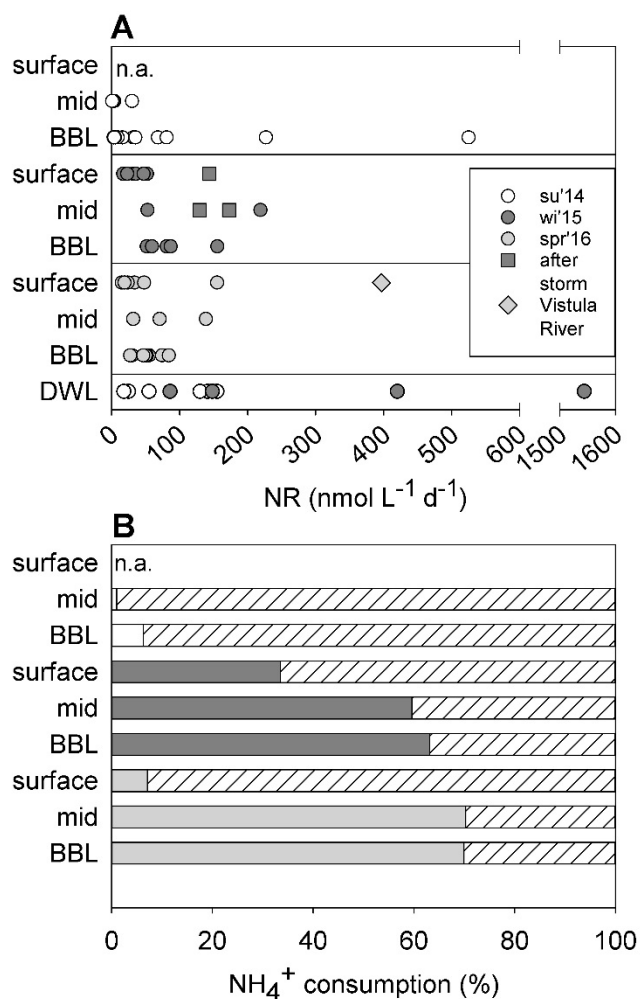 A
surface
n.a.
mid
BBL
surface
mid
BBL
surface
mid
BBL
DWL
su'14
wi'15
spr'16
after
storm
Vistula
River
0 100 200 300 400 500 600 1500 1600
NR (nmol L⁻¹ d⁻¹)
B
surface
n.a.
mid
BBL
surface
mid
BBL
surface
mid
BBL
0 20 40 60 80 100
NH₄⁺ consumption (%)